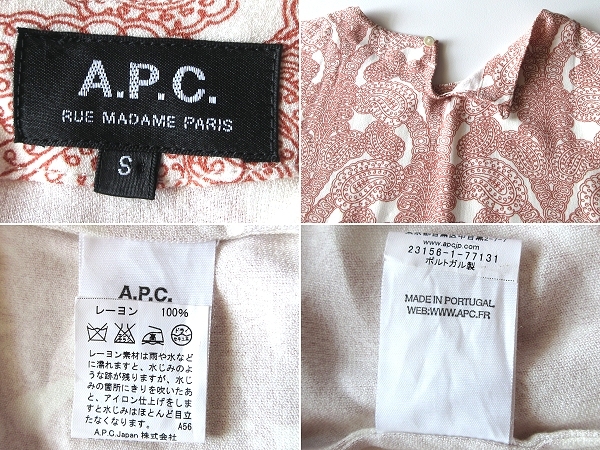 A.P.C.
RUE MADAME PARIS
S
A.P.C.
レーヨン 100%
レーヨン素材は雨や水など
に濡れますと、水じみのよ
うな跡が残りますが、水じ
みの箇所にきりを吹いたあ
と、アイロン仕上げをしま
すと水じみはほとんど目立
たなくなります。 A56
A.P.C.Japan 株式会社
www.apcjp.com
23156-1-77131
ポルトガル製
MADE IN PORTUGAL
WEB:WWW.APC.FR